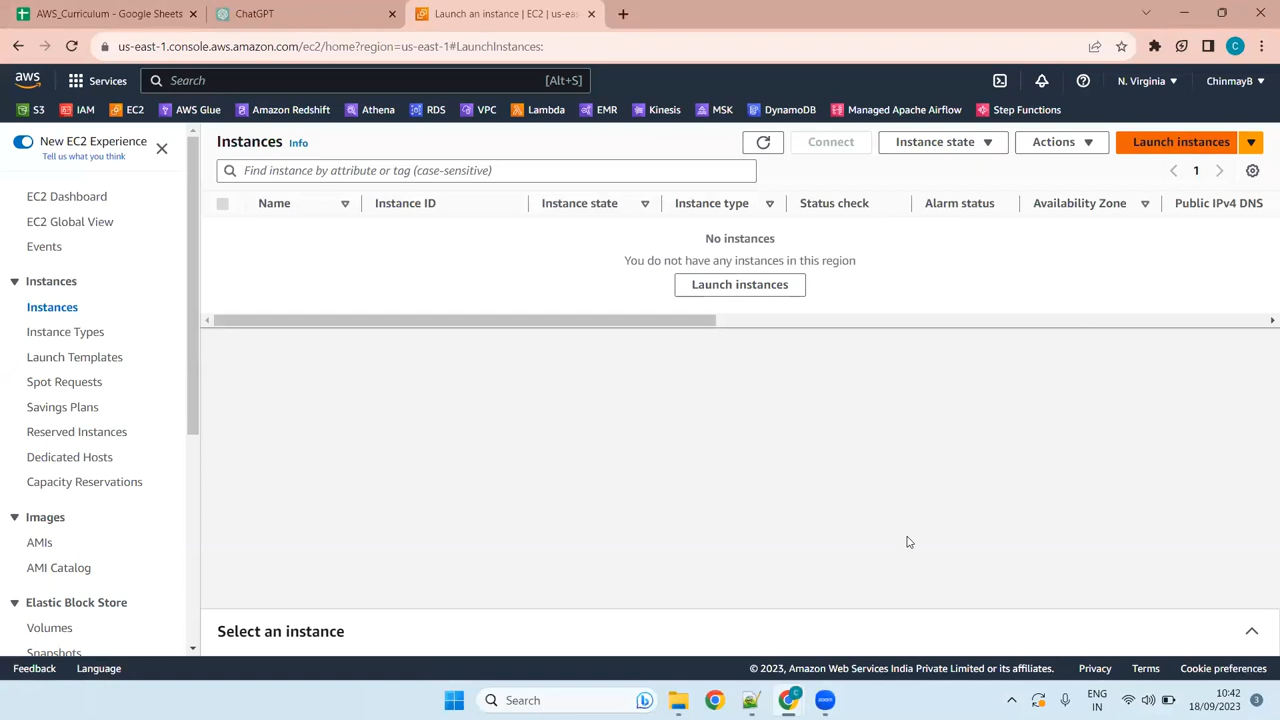 AWS_Curriculum - Google Sheets
ChatGPT
Launch an instance | EC2 | us-eas
us-east-1.console.aws.amazon.com/ec2/home?region=us-east-1#LaunchInstances:
C
aws
Services
Search
[Alt+S]
N. Virginia
ChinmayB
S3
IAM
EC2
AWS Glue
Amazon Redshift
Athena
RDS
VPC
Lambda
EMR
Kinesis
MSK
DynamoDB
Managed Apache Airflow
Step Functions
New EC2 Experience
Tell us what you think
EC2 Dashboard
EC2 Global View
Events
Instances
Instances
Instance Types
Launch Templates
Spot Requests
Savings Plans
Reserved Instances
Dedicated Hosts
Capacity Reservations
Images
AMIs
AMI Catalog
Elastic Block Store
Volumes
Snapshots
Instances Info
Connect
Instance state
Actions
Launch instances
Find instance by attribute or tag (case-sensitive)
1
Name
Instance ID
Instance state
Instance type
Status check
Alarm status
Availability Zone
Public IPv4 DNS
No instances
You do not have any instances in this region
Launch instances
Select an instance
Feedback
Language
© 2023, Amazon Web Services India Private Limited or its affiliates.
Privacy
Terms
Cookie preferences
Search
C
zoom
ENG
IN
10:42
18/09/2023
3